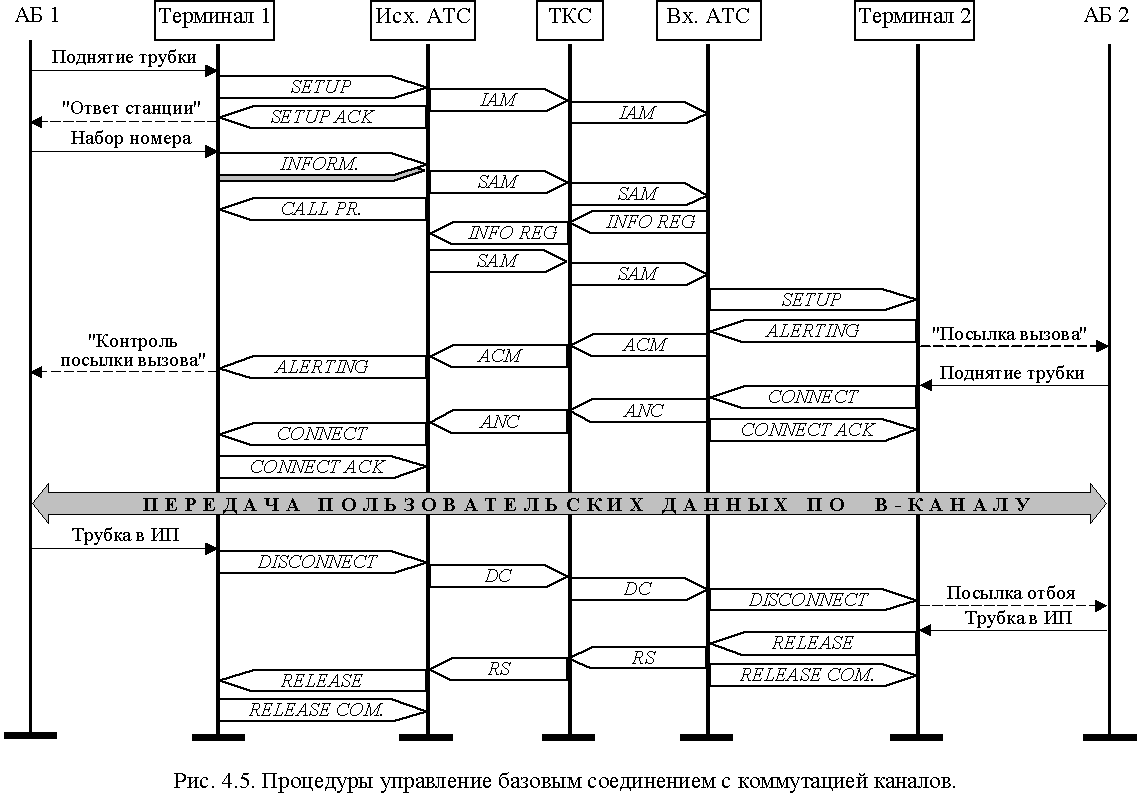 АБ 1
Терминал 1
Исх. АТС
ТКС
Вх. АТС
Терминал 2
АБ 2
Поднятие трубки
SETUP
IAM
IAM
"Ответ станции"
SETUP ACK
Набор номера
INFORM.
SAM
SAM
CALL PR.
INFO REG
INFO REG
SAM
SAM
SETUP
ALERTING
"Посылка вызова"
"Контроль
посылки вызова"
ACM
ACM
ALERTING
Поднятие трубки
CONNECT
ANC
ANC
CONNECT
CONNECT ACK
CONNECT ACK
ПЕРЕДАЧА ПОЛЬЗОВАТЕЛЬСКИХ ДАННЫХ ПО В-КАНАЛУ
Трубка в ИП
DISCONNECT
DC
DC
DISCONNECT
Посылка отбоя
Трубка в ИП
RELEASE
RS
RS
RELEASE
RELEASE COM.
RELEASE COM.
Рис. 4.5. Процедуры управление базовым соединением с коммутацией каналов.